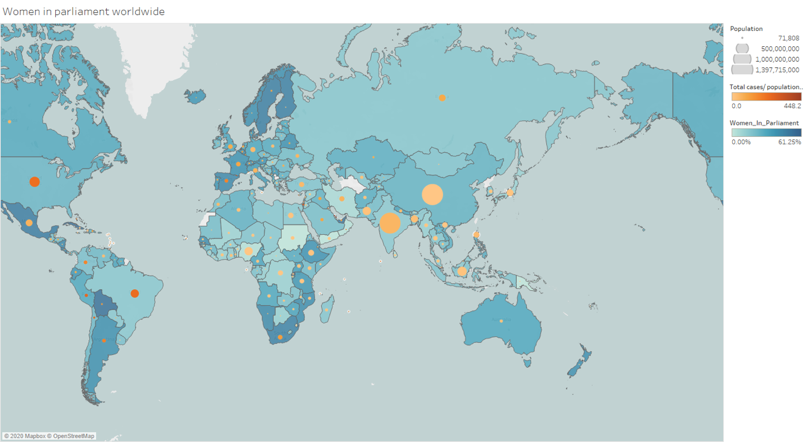 Women in parliament worldwide
Population
71,808
500,000,000
1,000,000,000
1,397,715,000
Total cases/ population..
0.0
448.2
Women_In_Parliament
0.00%
61.25%
© 2020 Mapbox © OpenStreetMap